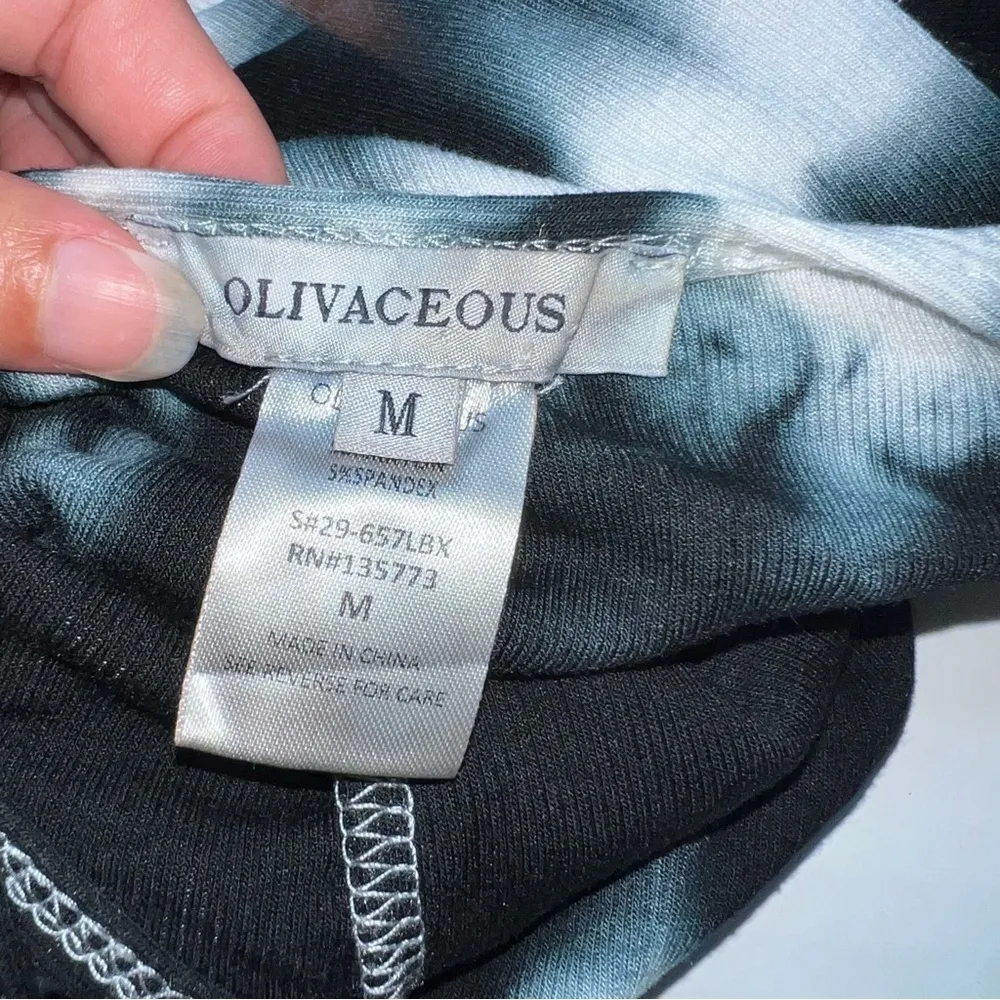 OLIVACEOUS
M
5%SPANDEX
S#29-657LBX
RN#135773
M
MADE IN CHINA
SEE REVERSE FOR CARE